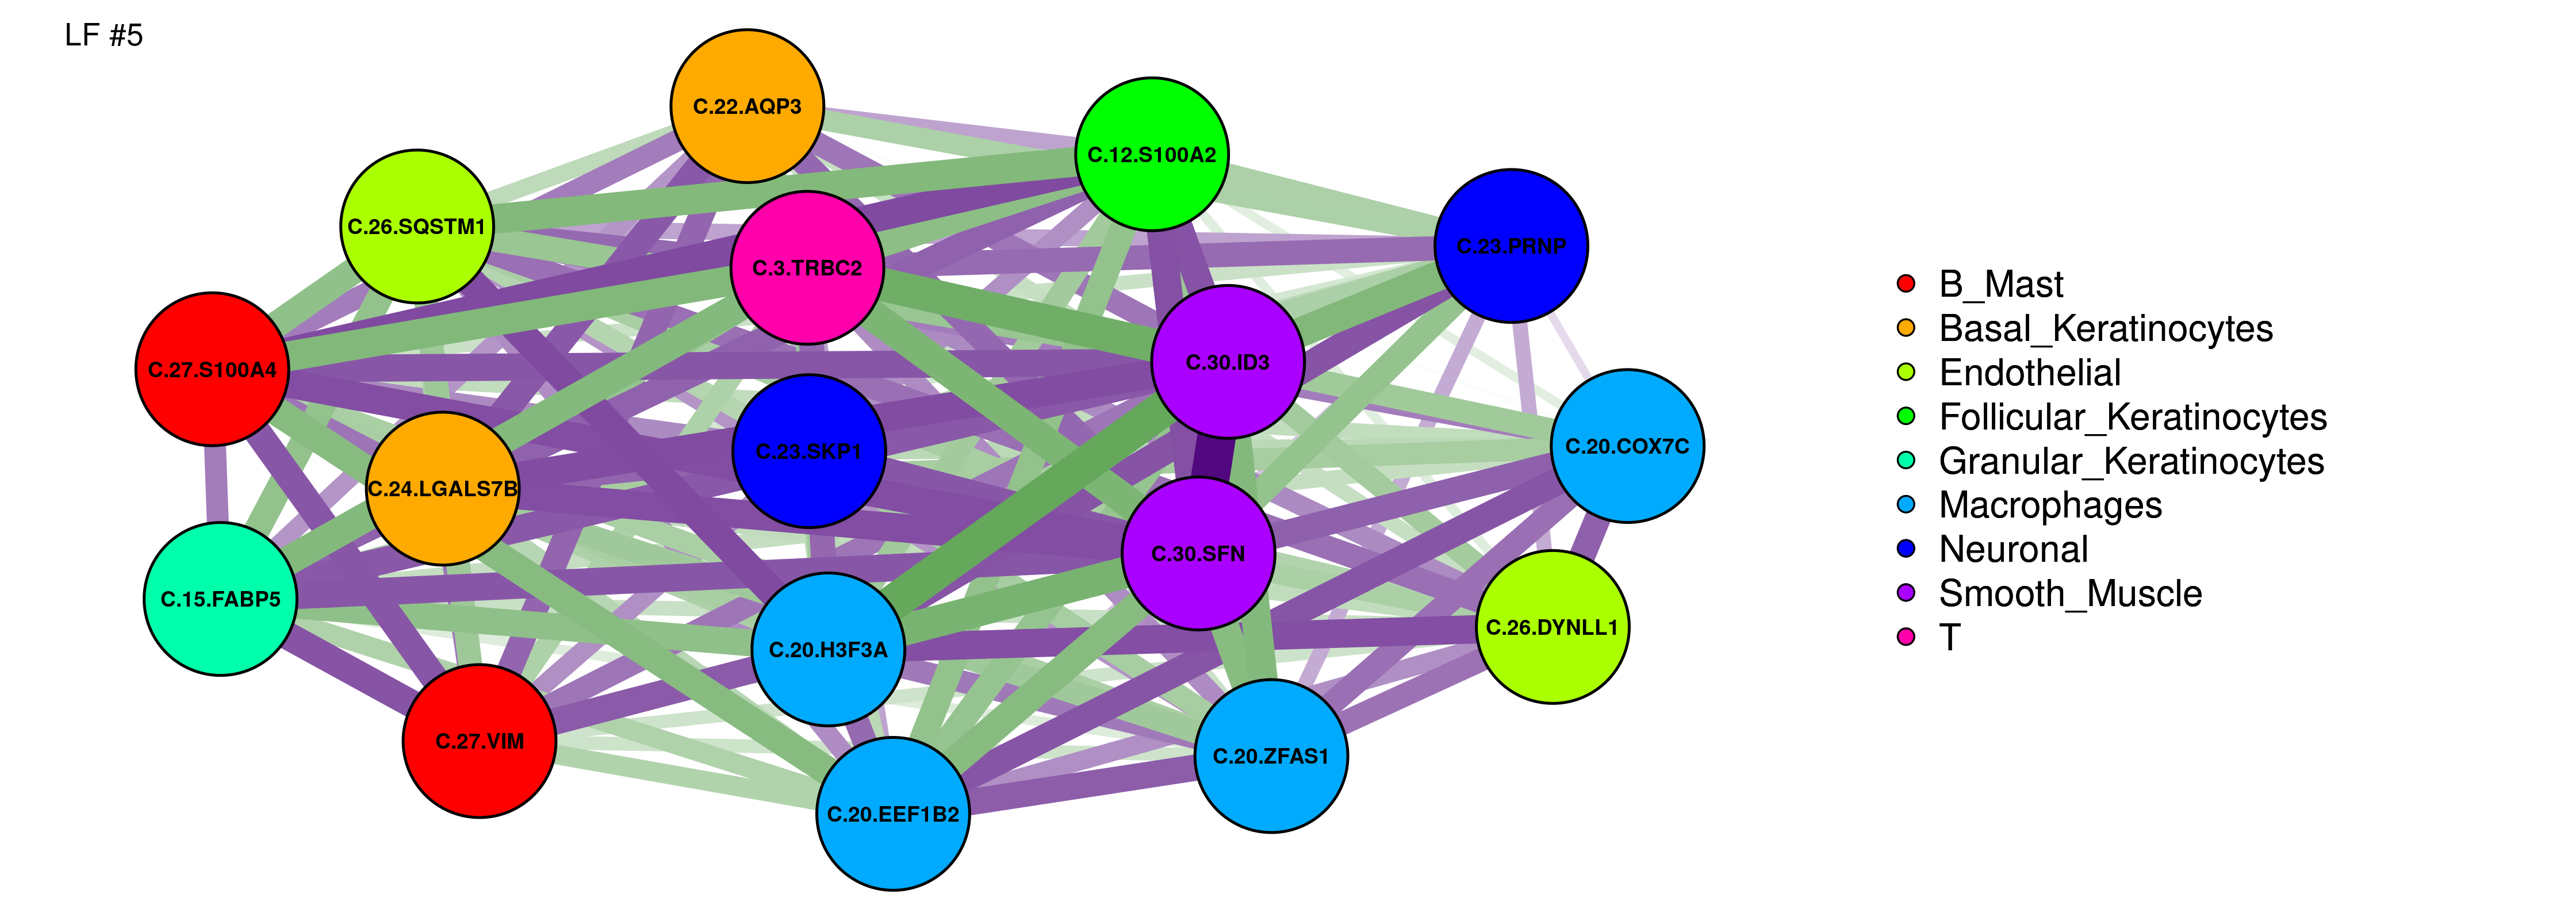 LF #5
C.22.AQP3
C.12.S100A2
C.26.SQSTM1
C.23.PRNP
C.3.TRBC2
C.30.ID3
C.27.S100A4
C.20.COX7C
C.23.SKP1
C.24.LGALS7B
C.30.SFN
C.15.FABP5
C.26.DYNLL1
C.20.H3F3A
C.27.VIM
C.20.ZFAS1
C.20.EEF1B2
B_Mast
Basal_Keratinocytes
Endothelial
Follicular_Keratinocytes
Granular_Keratinocytes
Macrophages
Neuronal
Smooth_Muscle
T